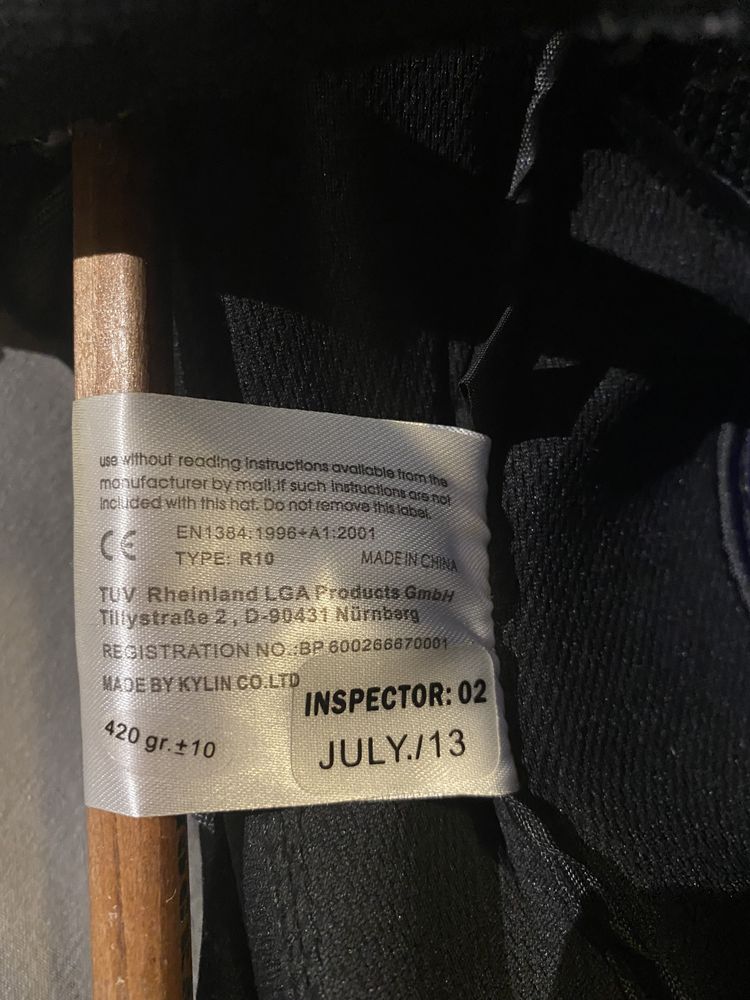 use without reading instructions available from the
manufacturer by mail,if such instructions are not
included with this hat. Do not remove this label.
CE
EN1384:1996+A1:2001
TYPE: R10 MADE IN CHINA
TUV Rheinland LGA Products GmbH
Tillystraße 2 , D-90431 Nürnberg
REGISTRATION NO.:BP 600266670001
MADE BY KYLIN CO.LTD
INSPECTOR: 02
420 gr.±10
JULY./13